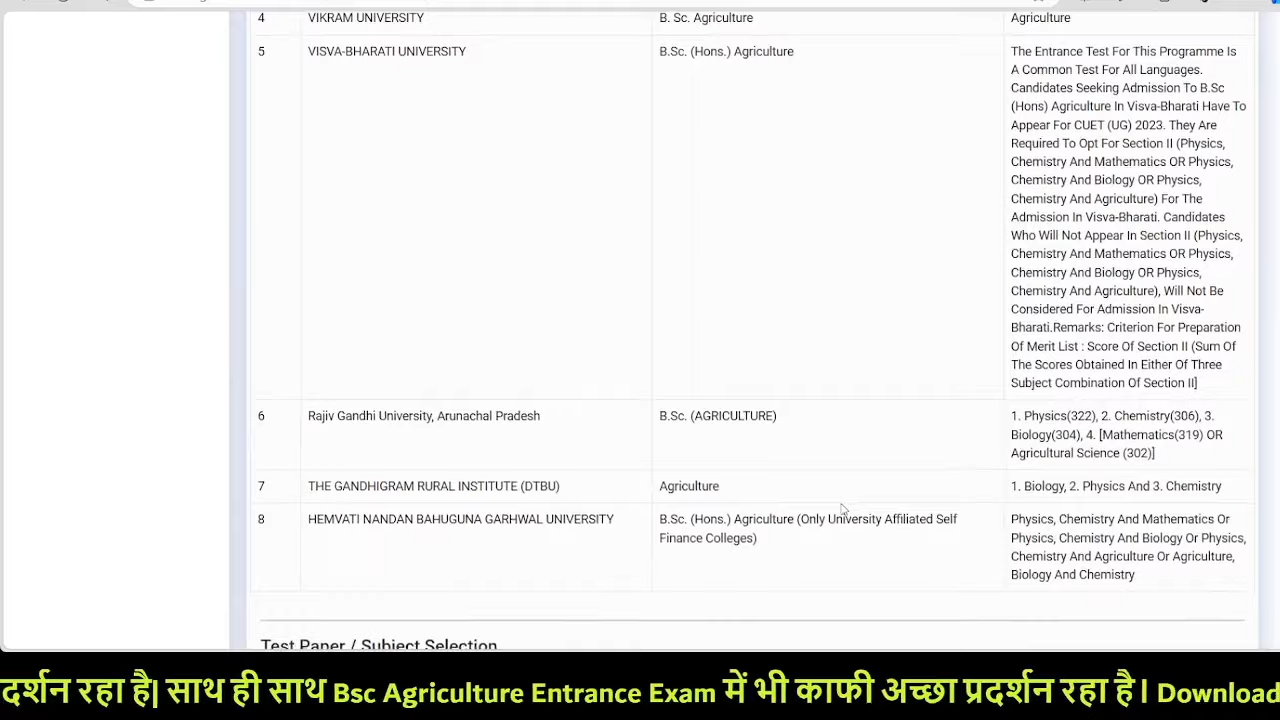 4 VIKRAM UNIVERSITY B. Sc. Agriculture Agriculture
5 VISVA-BHARATI UNIVERSITY B.Sc. (Hons.) Agriculture The Entrance Test For This Programme Is
A Common Test For All Languages.
Candidates Seeking Admission To B.Sc
(Hons) Agriculture In Visva-Bharati Have To
Appear For CUET (UG) 2023. They Are
Required To Opt For Section II (Physics,
Chemistry And Mathematics OR Physics,
Chemistry And Biology OR Physics,
Chemistry And Agriculture) For The
Admission In Visva-Bharati. Candidates
Who Will Not Appear In Section II (Physics,
Chemistry And Mathematics OR Physics,
Chemistry And Biology OR Physics,
Chemistry And Agriculture), Will Not Be
Considered For Admission In Visva-
Bharati.Remarks: Criterion For Preparation
Of Merit List : Score Of Section II (Sum Of
The Scores Obtained In Either Of Three
Subject Combination Of Section II]
6 Rajiv Gandhi University, Arunachal Pradesh B.Sc. (AGRICULTURE) 1. Physics(322), 2. Chemistry(306), 3.
Biology(304), 4. [Mathematics(319) OR
Agricultural Science (302)]
7 THE GANDHIGRAM RURAL INSTITUTE (DTBU) Agriculture 1. Biology, 2. Physics And 3. Chemistry
8 HEMVATI NANDAN BAHUGUNA GARHWAL UNIVERSITY B.Sc. (Hons.) Agriculture (Only University Affiliated Self Physics, Chemistry And Mathematics Or
Finance Colleges) Physics, Chemistry And Biology Or Physics,
Chemistry And Agriculture Or Agriculture,
Biology And Chemistry
Test Paper / Subject Selection
दर्शन रहा है| साथ ही साथ Bsc Agriculture Entrance Exam में भी काफी अच्छा प्रदर्शन रहा है । Download